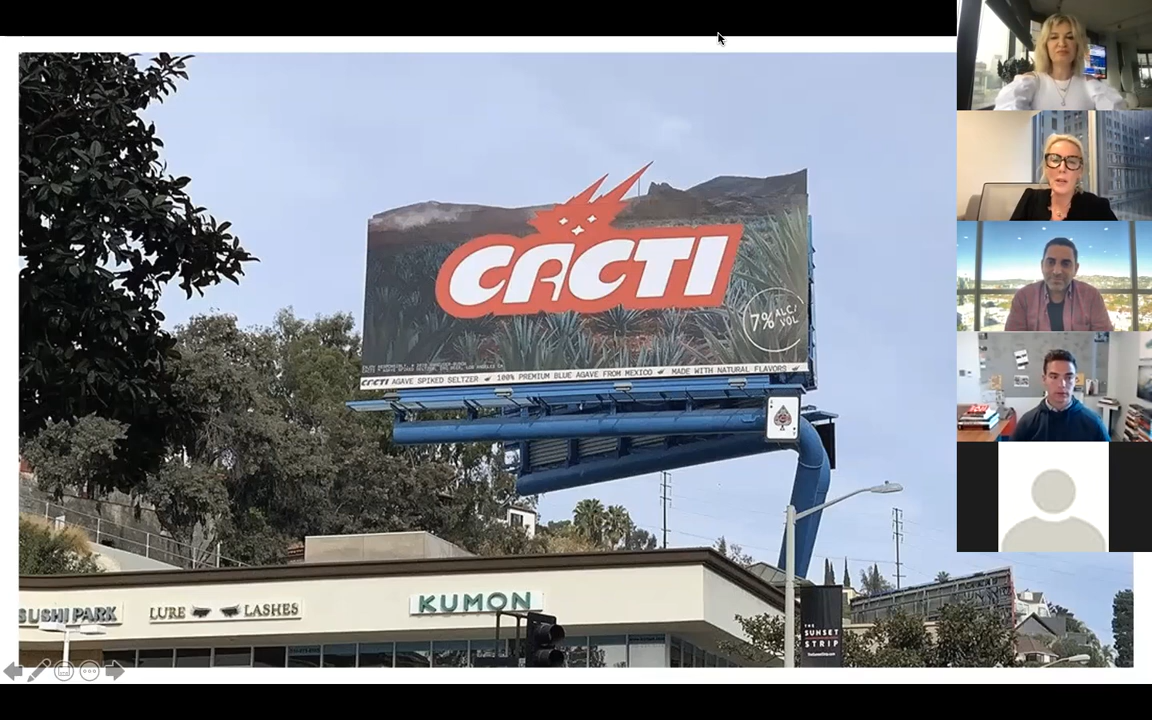 CACTI
7% ALC/
VOL
CACTI AGAVE SPIKED SELTZER 100% PREMIUM BLUE AGAVE FROM MEXICO MADE WITH NATURAL FLAVORS
A
SUSHI PARK
LURE LASHES
KUMON
THE
SUNSET
STRIP